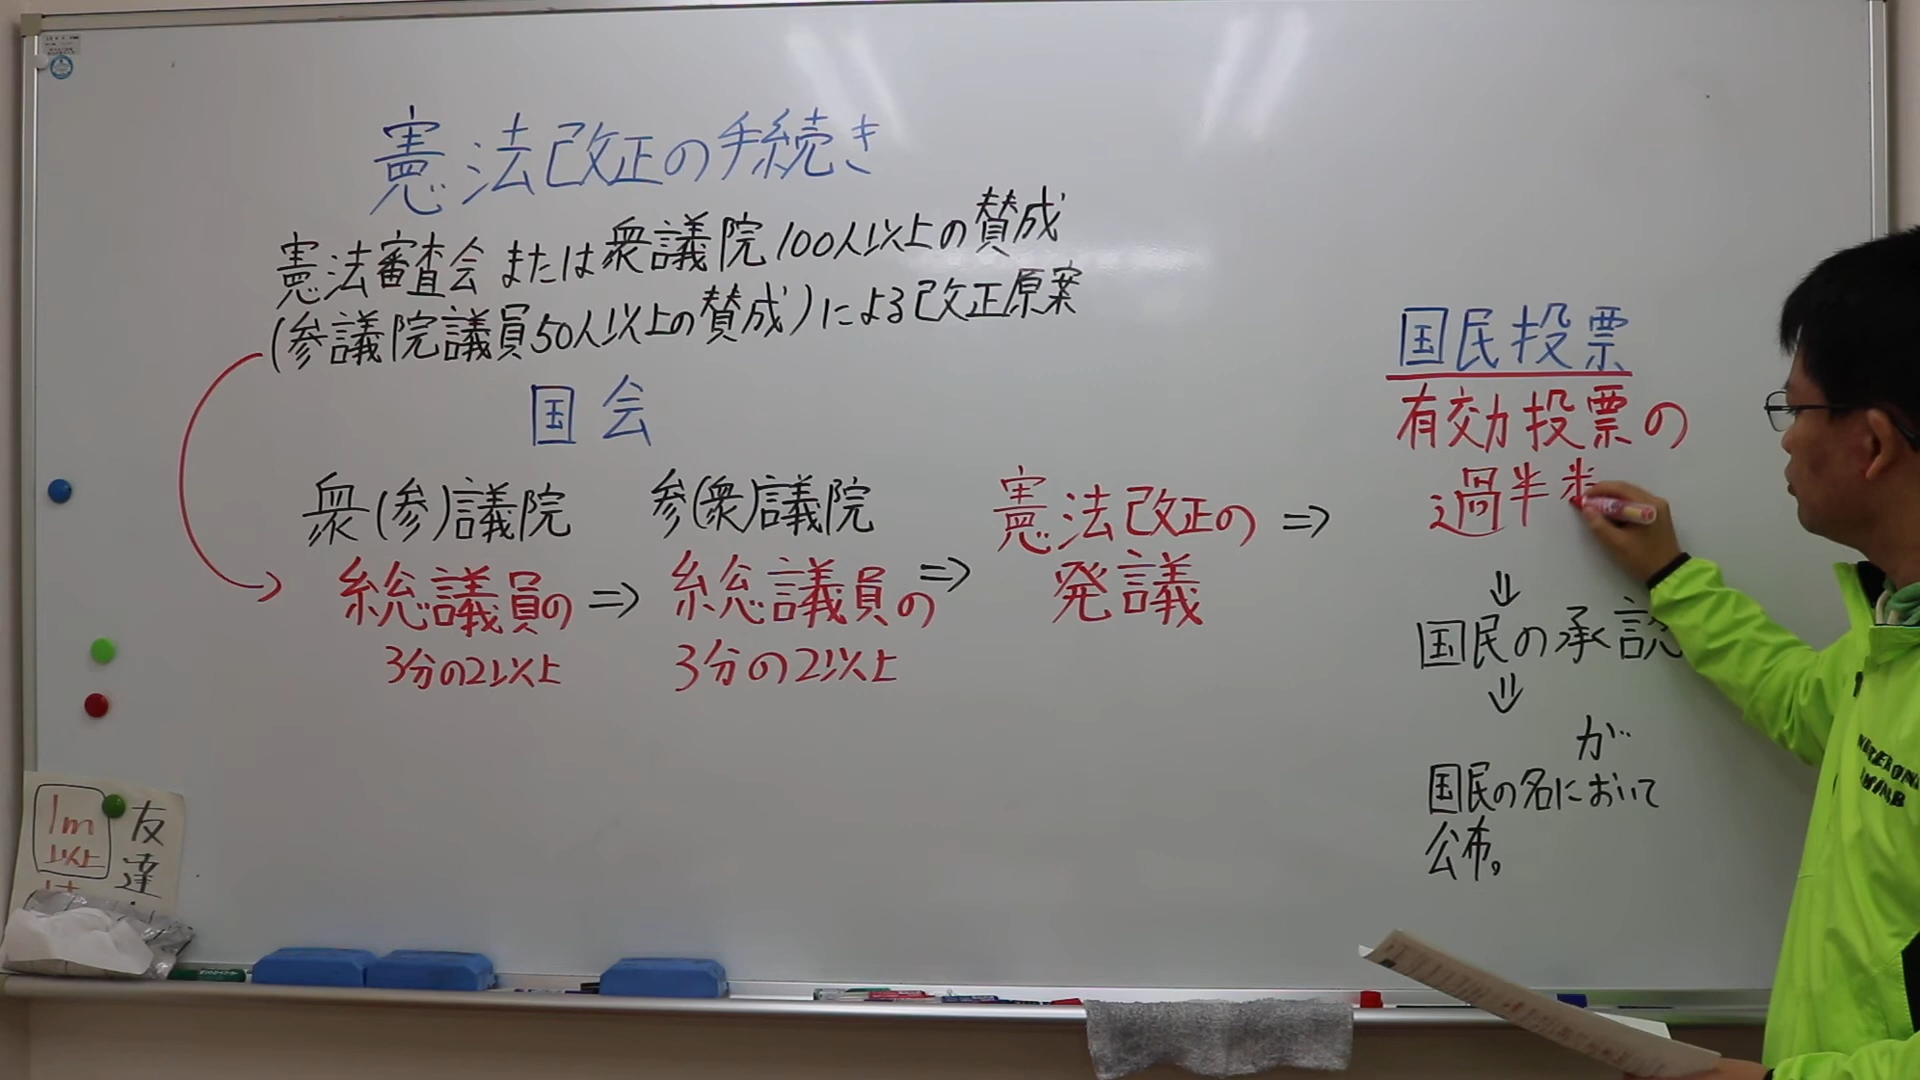 憲法改正の手続き
憲法審査会または衆議院100人以上の賛成
(参議院議員50人以上の賛成)による改正原案
国会
衆(参)議院
総議員の
3分の2以上
⇒
参(衆)議院
総議員の
3分の2以上
⇒
憲法改正の
発議
⇒
国民投票
有効投票の
過半
⇓
国民の承認
⇓
が
国民の名において
公布。
1m
以上
友
達